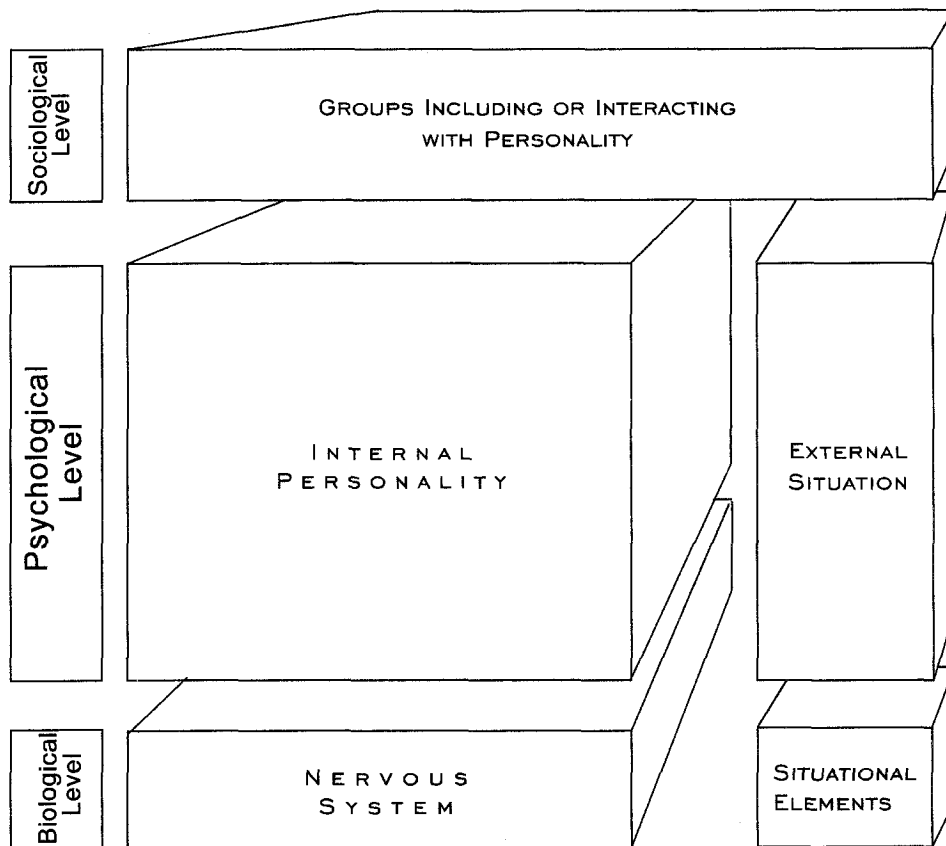 Sociological
Level
GROUPS INCLUDING OR INTERACTING
WITH PERSONALITY
Psychological
Level
INTERNAL
PERSONALITY
EXTERNAL
SITUATION
Biological
Level
NERVOUS
SYSTEM
SITUATIONAL
ELEMENTS